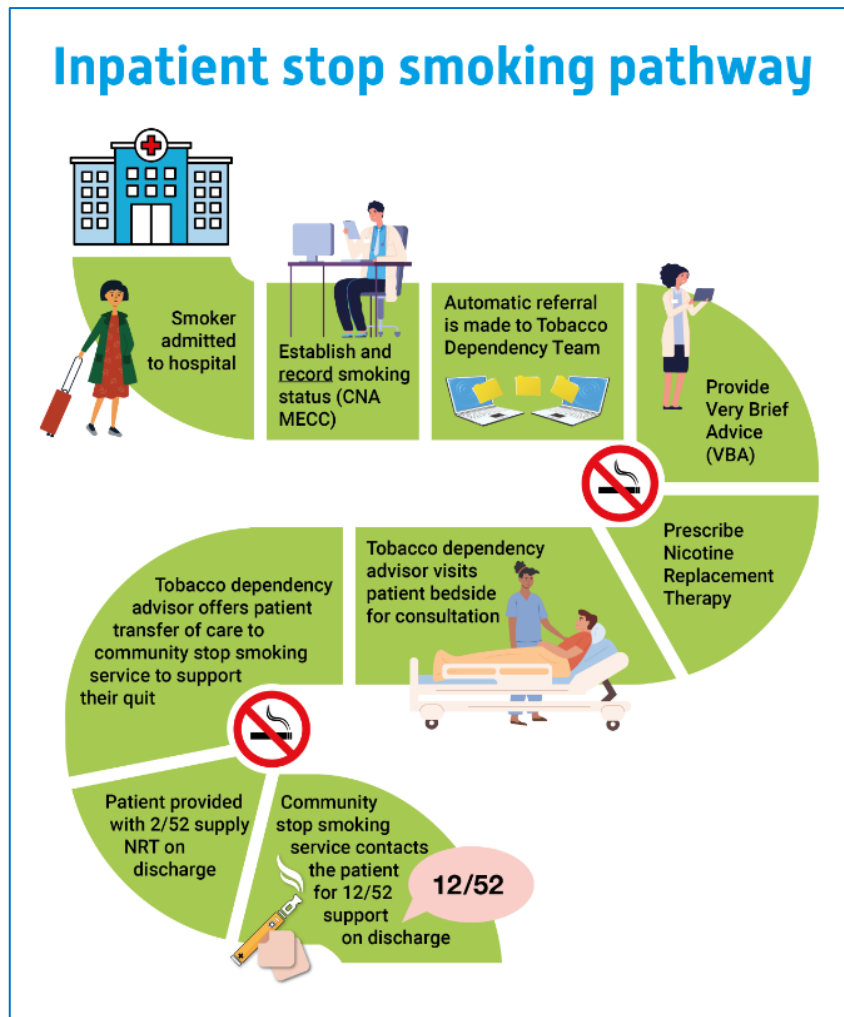 Inpatient stop smoking pathway
Smoker
admitted
to hospital
Establish and
record smoking
status (CNA
MECC)
Automatic referral
is made to Tobacco
Dependency Team
Provide
Very Brief
Advice
(VBA)
Prescribe
Nicotine
Replacement
Therapy
Tobacco dependency
advisor visits
patient bedside
for consultation
Tobacco dependency
advisor offers patient
transfer of care to
community stop smoking
service to support
their quit
Patient provided
with 2/52 supply
NRT on
discharge
Community
stop smoking
service contacts
the patient
for 12/52
support
on discharge
12/52